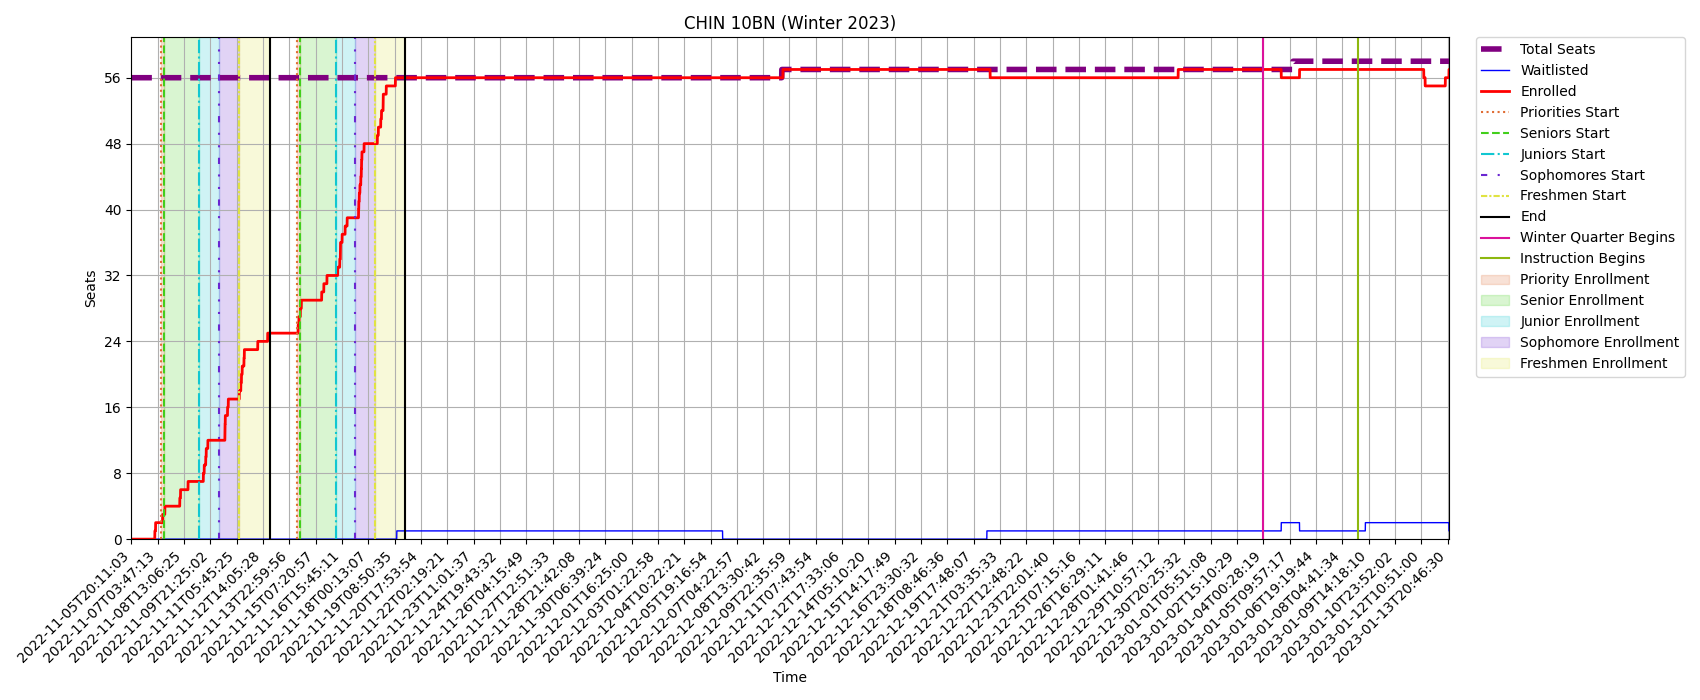 CHIN 10BN (Winter 2023)
Seats
56
48
40
32
24
16
8
0
2022-11-05T20:11:03
2022-11-07T03:47:13
2022-11-08T13:06:25
2022-11-09T21:25:02
2022-11-11T05:45:25
2022-11-12T14:05:28
2022-11-13T22:59:56
2022-11-15T07:20:57
2022-11-16T15:45:11
2022-11-18T00:13:07
2022-11-19T08:50:35
2022-11-20T17:53:54
2022-11-22T02:19:21
2022-11-23T11:01:37
2022-11-24T19:43:32
2022-11-26T04:15:49
2022-11-27T12:51:33
2022-11-28T21:42:08
2022-11-30T06:39:24
2022-12-01T16:25:00
2022-12-03T01:22:58
2022-12-04T10:22:21
2022-12-05T19:16:54
2022-12-07T04:22:57
2022-12-08T13:30:42
2022-12-09T22:35:59
2022-12-11T07:43:54
2022-12-12T17:33:06
2022-12-14T05:10:20
2022-12-15T14:17:49
2022-12-16T23:30:32
2022-12-18T08:46:36
2022-12-19T17:48:07
2022-12-21T03:35:33
2022-12-22T12:48:22
2022-12-23T22:01:40
2022-12-25T07:15:16
2022-12-26T16:29:11
2022-12-28T01:41:46
2022-12-29T10:57:12
2022-12-30T20:25:32
2023-01-01T05:51:08
2023-01-02T15:10:29
2023-01-04T00:28:19
2023-01-05T09:57:17
2023-01-06T19:19:44
2023-01-08T04:41:34
2023-01-09T14:18:10
2023-01-10T23:52:02
2023-01-12T10:51:00
2023-01-13T20:46:30
Time
Total Seats
Waitlisted
Enrolled
Priorities Start
Seniors Start
Juniors Start
Sophomores Start
Freshmen Start
End
Winter Quarter Begins
Instruction Begins
Priority Enrollment
Senior Enrollment
Junior Enrollment
Sophomore Enrollment
Freshmen Enrollment